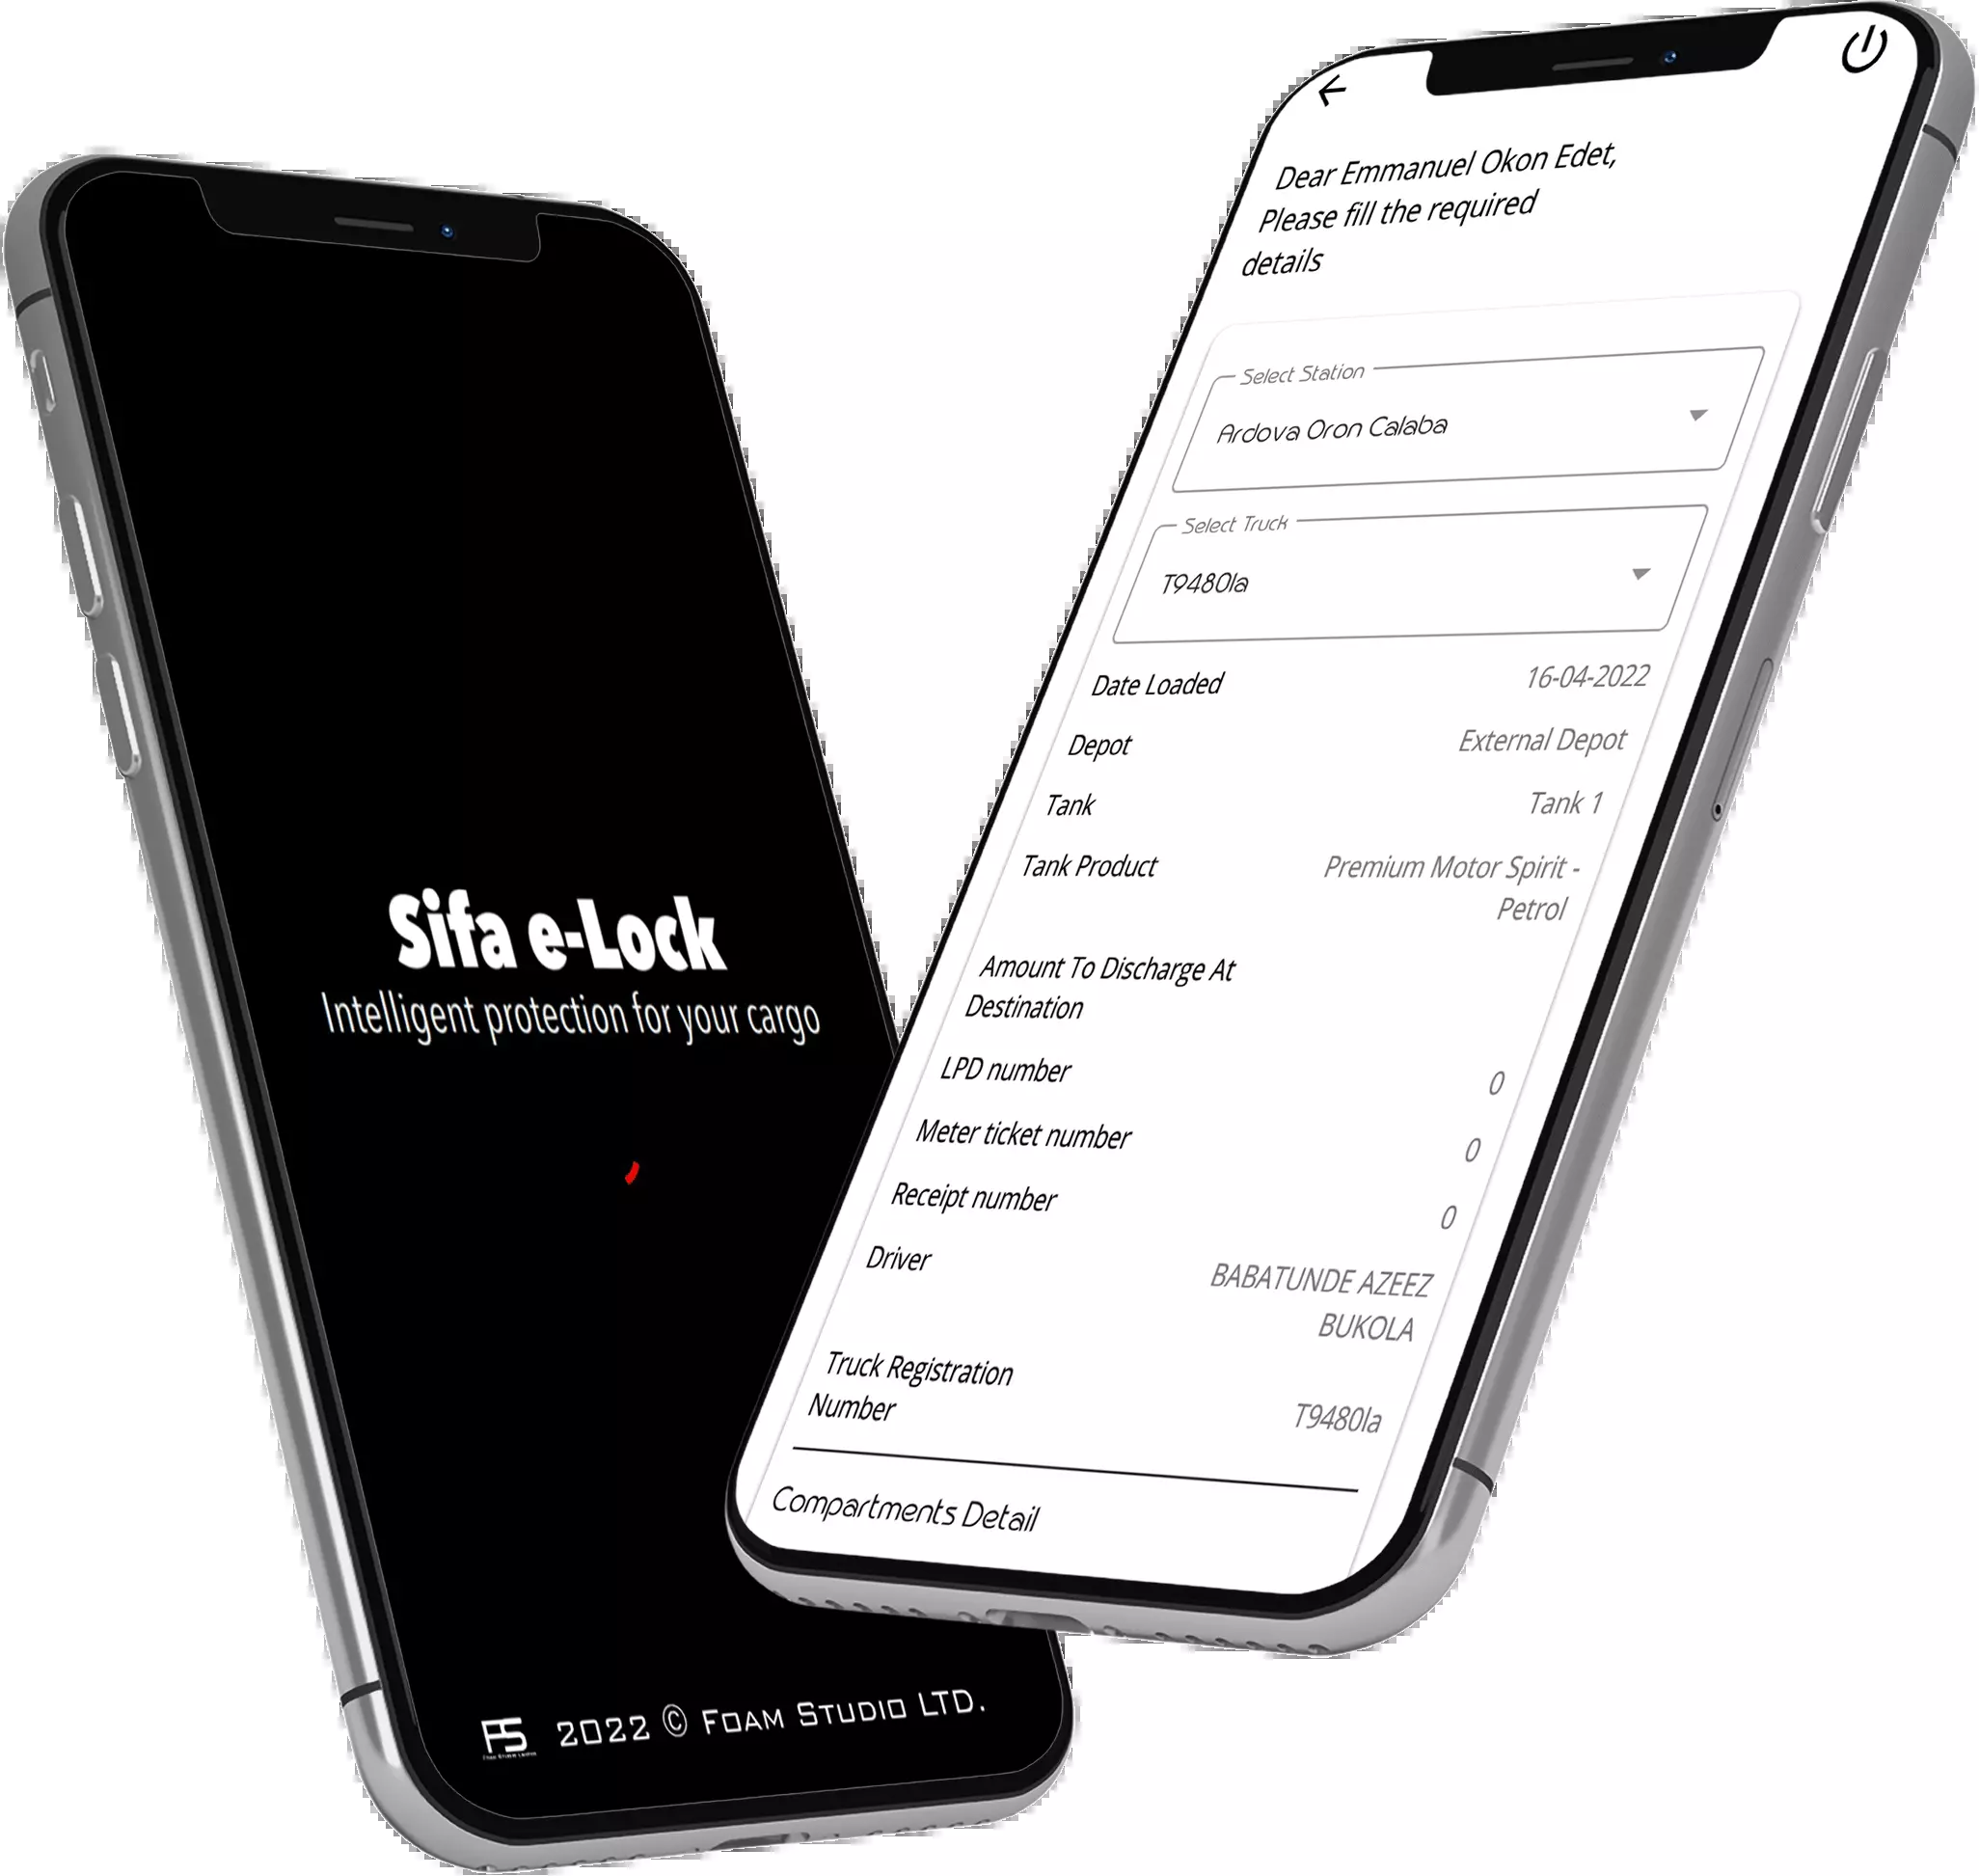 Sifa e-Lock
Intelligent protection for your cargo
FS 2022 © FOAM STUDIO LTD.
Dear Emmanuel Okon Edet,
Please fill the required
details
Select Station
Ardova Oron Calaba
Select Truck
T9480la
Date Loaded 16-04-2022
Depot External Depot
Tank Tank 1
Tank Product Premium Motor Spirit -
Petrol
Amount To Discharge At
Destination
LPD number 0
Meter ticket number 0
Receipt number 0
Driver BABATUNDE AZEEZ
BUKOLA
Truck Registration
Number T9480la
Compartments Detail